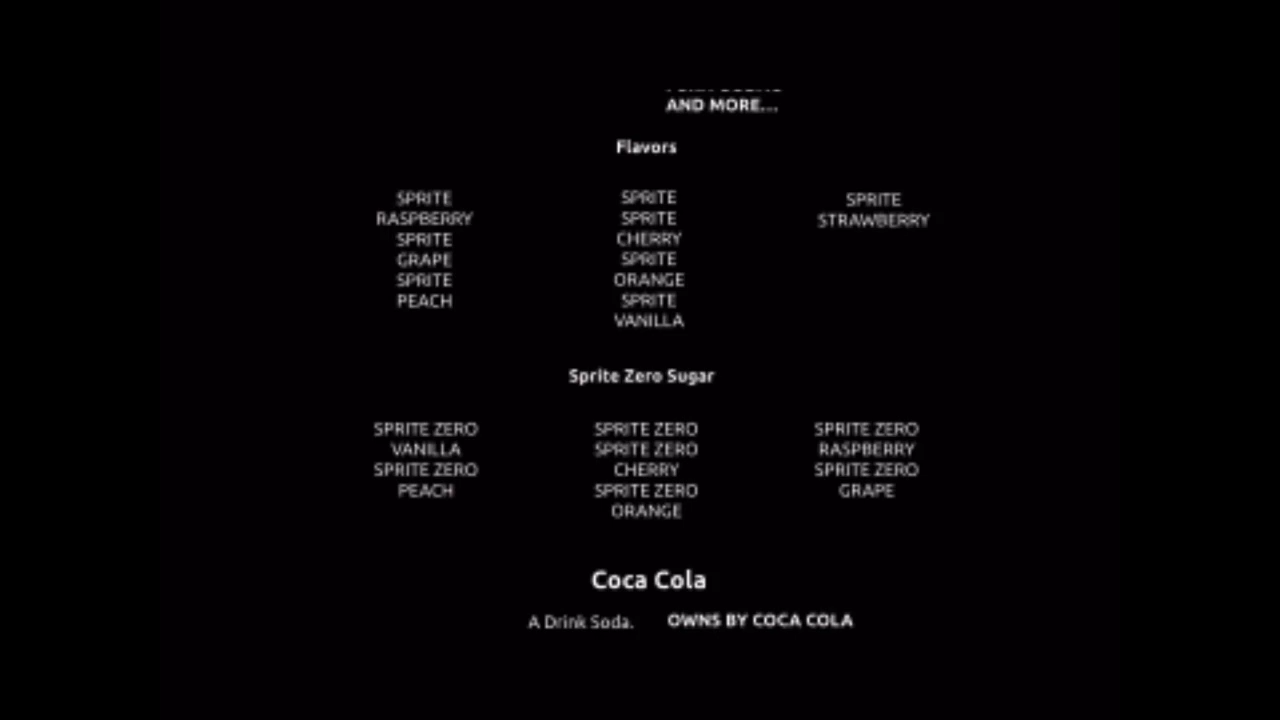 AND MORE...
Flavors
SPRITE
RASPBERRY
SPRITE
GRAPE
SPRITE
PEACH
SPRITE
SPRITE
CHERRY
SPRITE
ORANGE
SPRITE
VANILLA
SPRITE
STRAWBERRY
Sprite Zero Sugar
SPRITE ZERO
VANILLA
SPRITE ZERO
PEACH
SPRITE ZERO
SPRITE ZERO
CHERRY
SPRITE ZERO
ORANGE
SPRITE ZERO
RASPBERRY
SPRITE ZERO
GRAPE
Coca Cola
A Drink Soda. OWNS BY COCA COLA